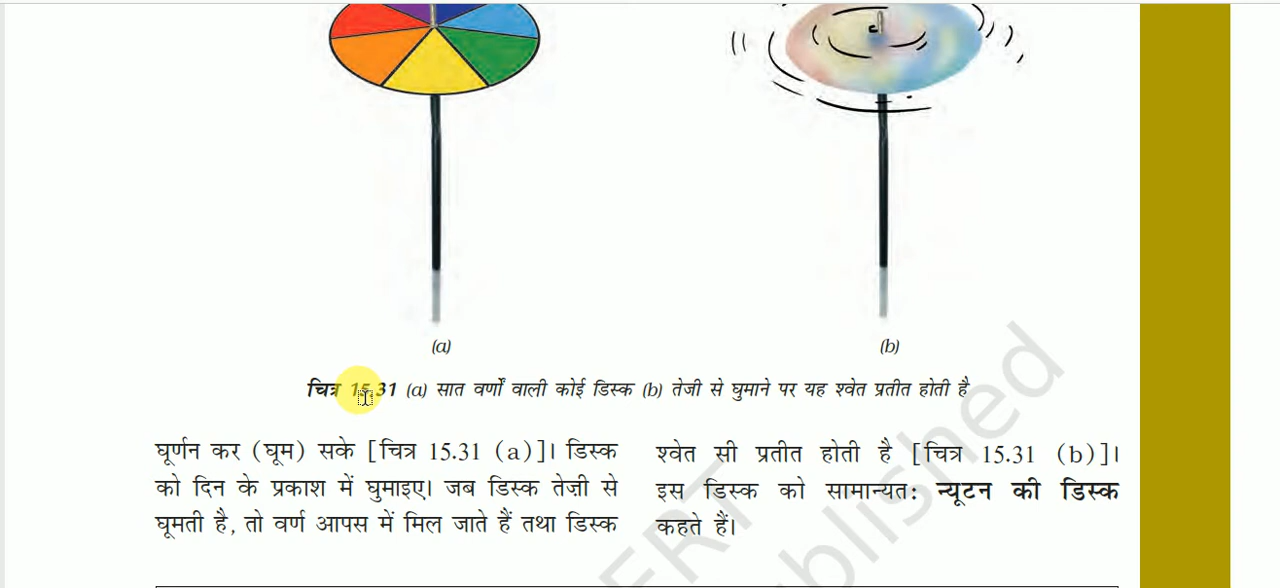 (a)
(b)
चित्र 15.31 (a) सात वर्णों वाली कोई डिस्क (b) तेजी से घुमाने पर यह श्वेत प्रतीत होती है
घूर्णन कर (घूम) सके [चित्र 15.31 (a)]। डिस्क
को दिन के प्रकाश में घुमाइए। जब डिस्क तेज़ी से
घूमती है, तो वर्ण आपस में मिल जाते हैं तथा डिस्क
श्वेत सी प्रतीत होती है [चित्र 15.31 (b)]।
इस डिस्क को सामान्यत: न्यूटन की डिस्क
कहते हैं।